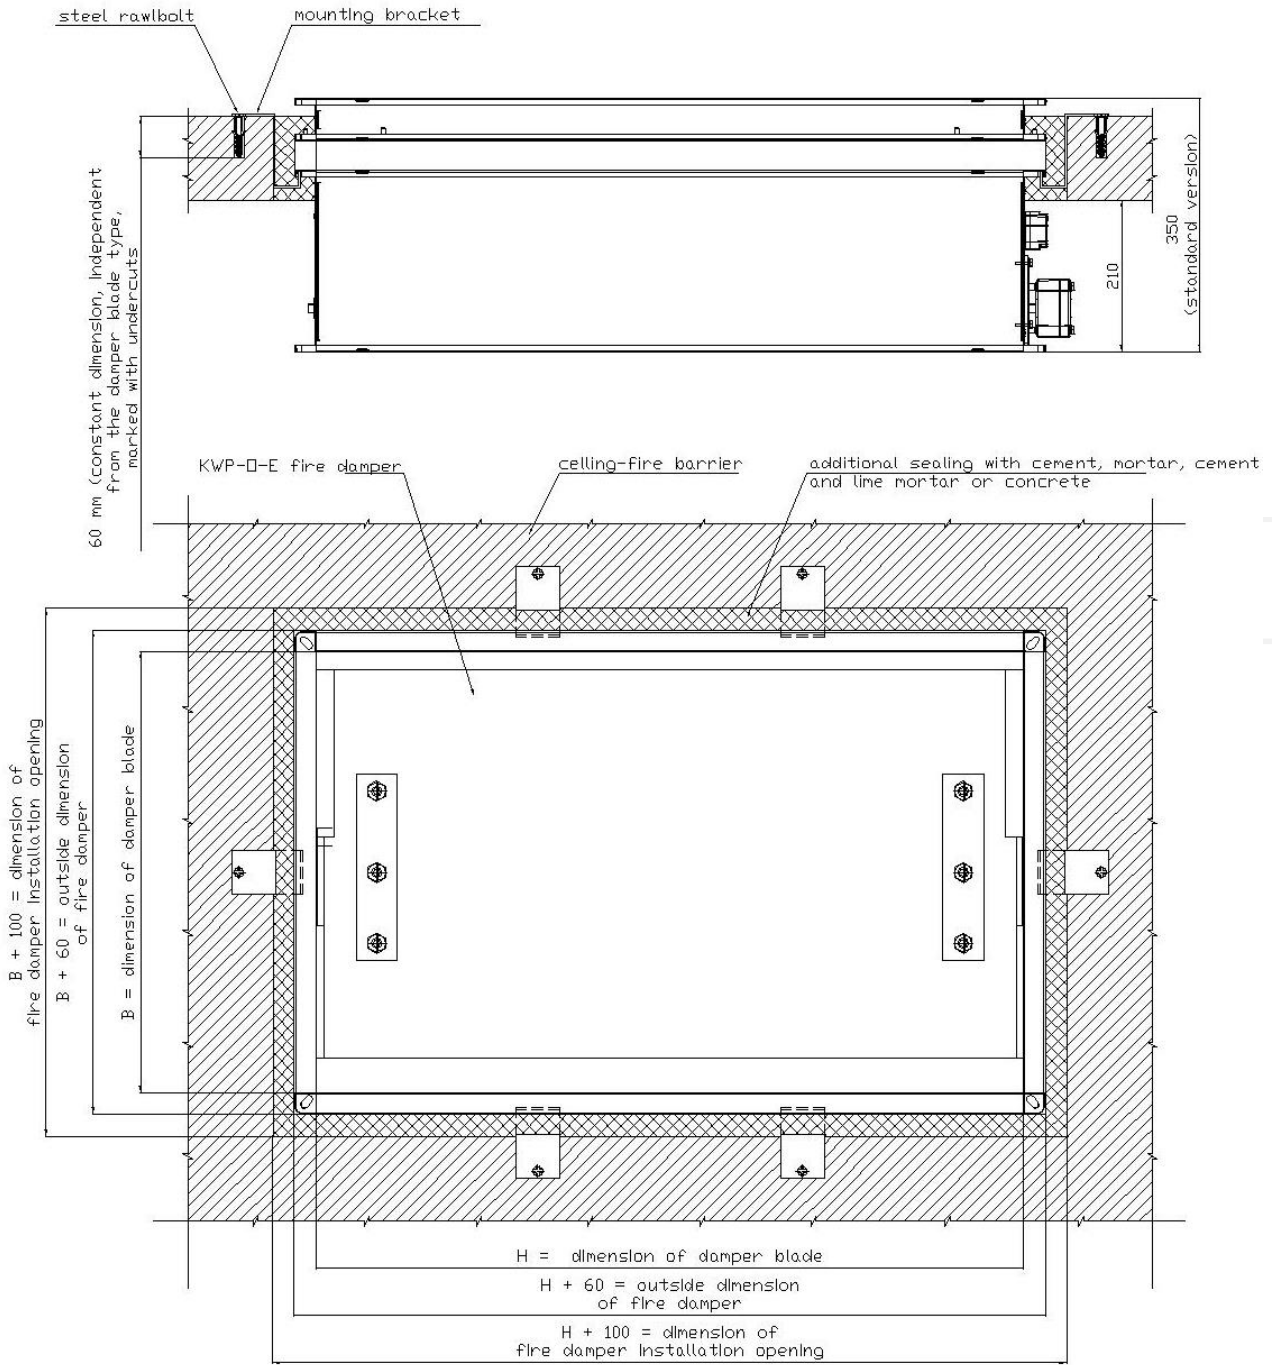 steel rawlbolt
mounting bracket
60 mm (constant dimension, independent
from the damper blade type,
marked with undercuts
210
350
(standard version)
KWP-O-E fire damper
ceiling-fire barrier
additional sealing with cement, mortar, cement
and lime mortar or concrete
B + 100 = dimension of
fire damper installation opening
B + 60 = outside dimension
of fire damper
B = dimension of damper blade
H = dimension of damper blade
H + 60 = outside dimension
of fire damper
H + 100 = dimension of
fire damper installation opening